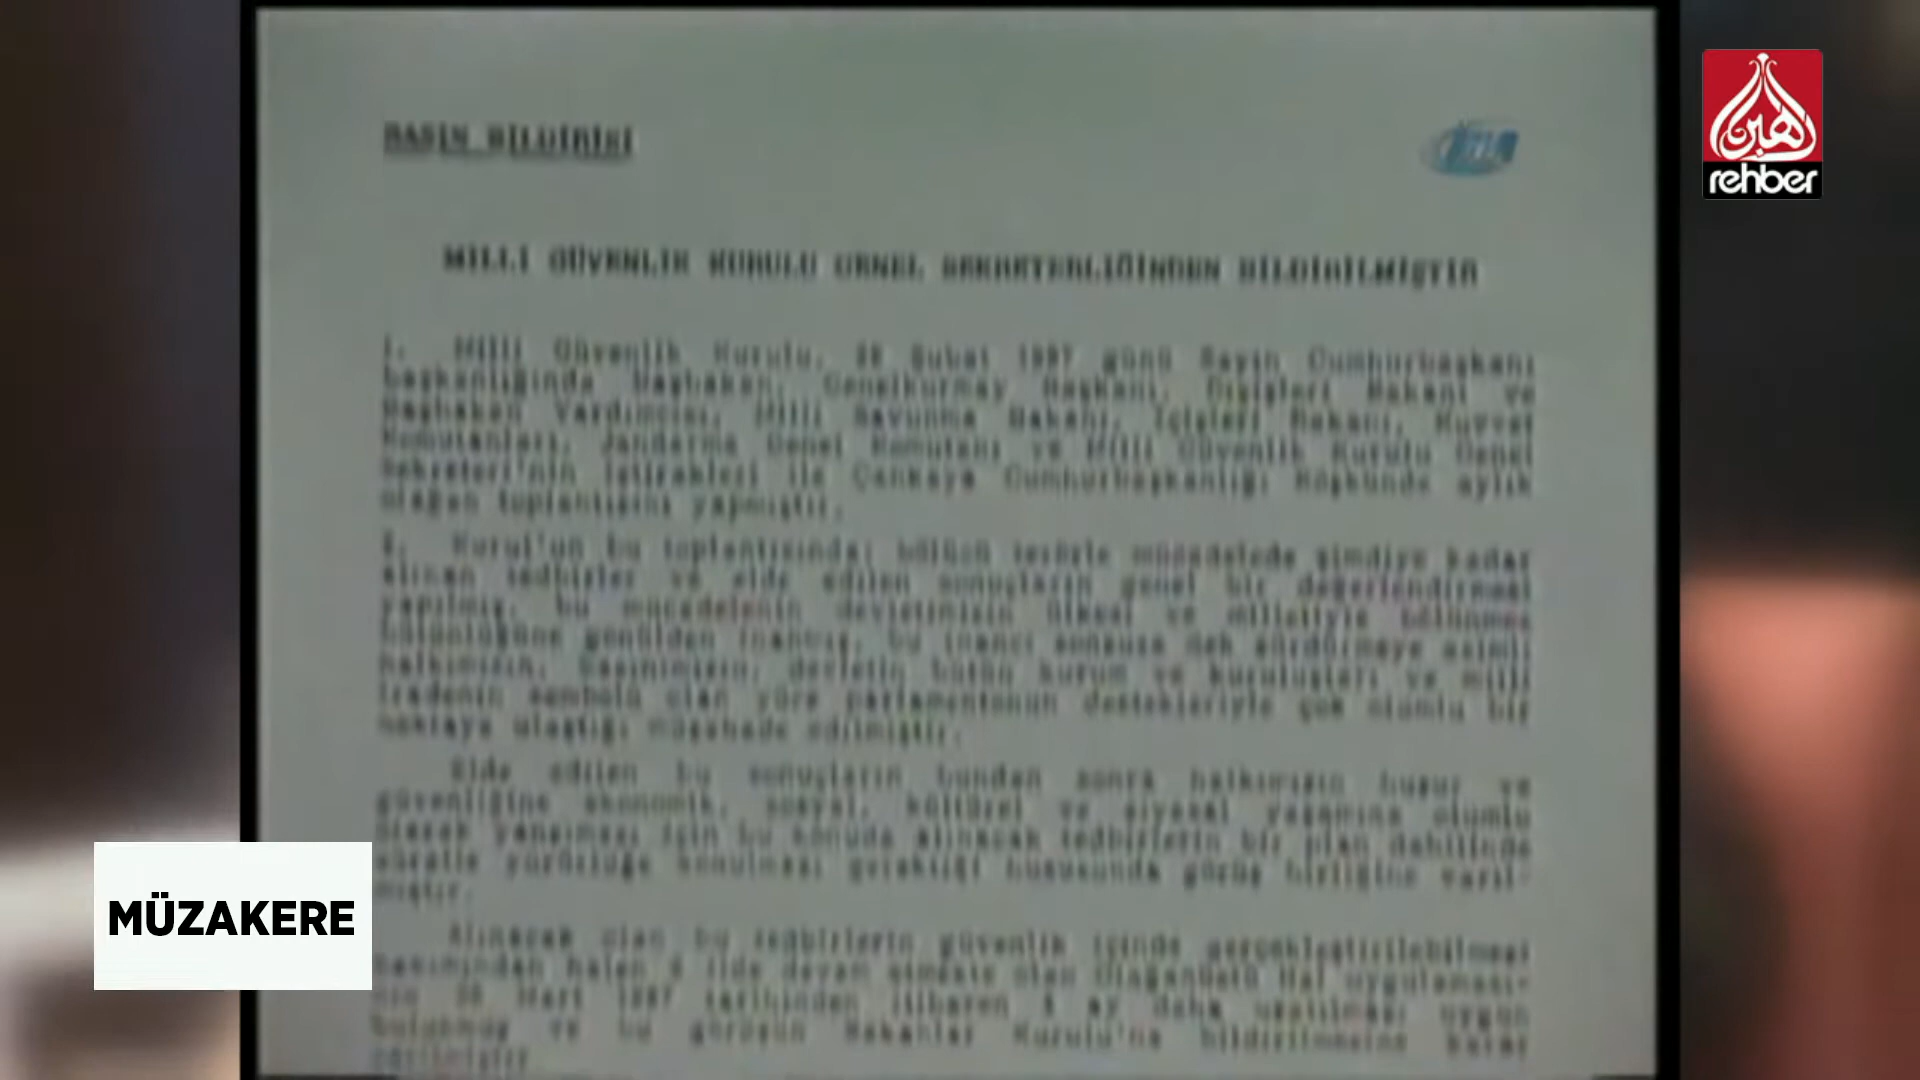 BASIN BİLDİRİSİ
MİLLİ GÜVENLİK KURULU GENEL SEKRETERLİĞİNDEN BİLDİRİLMİŞTİR
1. Milli Güvenlik Kurulu, 28 Şubat 1997 günü Sayın Cumhurbaşkanı
başkanlığında Başbakan, Genelkurmay Başkanı, Dışişleri Bakanı ve
Başbakan Yardımcısı, Milli Savunma Bakanı, İçişleri Bakanı, Kuvvet
Komutanları, Jandarma Genel Komutanı ve Milli Güvenlik Kurulu Genel
Sekreteri'nin iştirakleri ile Çankaya Cumhurbaşkanlığı Köşkünde aylık
olağan toplantısını yapmıştır.
2. Kurul'un bu toplantısında; bölücü terörle mücadelede şimdiye kadar
alınan tedbirler ve elde edilen sonuçların genel bir değerlendirmesi
yapılmış, bu mücadelenin devletimizin ülkesi ve milletiyle bölünmez
bütünlüğüne gönülden inanmış, bu inancı sonsuza dek sürdürmeye azimli
halkımızın, basınımızın, devletin bütün kurum ve kuruluşları ve milli
iradenin sembolü olan yüce parlamentonun destekleriyle çok olumlu bir
noktaya ulaştığı müşahade edilmiştir.
Elde edilen bu sonuçların bundan sonra halkımızın huzur ve
güvenliğine ekonomik, sosyal, kültürel ve siyasal yaşamına olumlu
olarak yansıması için bu konuda alınacak tedbirlerin bir plan dahilinde
süratle yürürlüğe konulması gerektiği hususunda görüş birliğine varıl-
mıştır.
Alınacak olan bu tedbirlerin güvenlik içinde gerçekleştirilebilmesi
bakımından halen 9 ilde devam etmekte olan Olağanüstü Hal uygulaması-
nın 30 Mart 1997 tarihinden itibaren 4 ay daha uzatılması uygun
bulunmuş ve bu görüşün Bakanlar Kurulu'na bildirilmesine karar
verilmiştir
MÜZAKERE
rehber